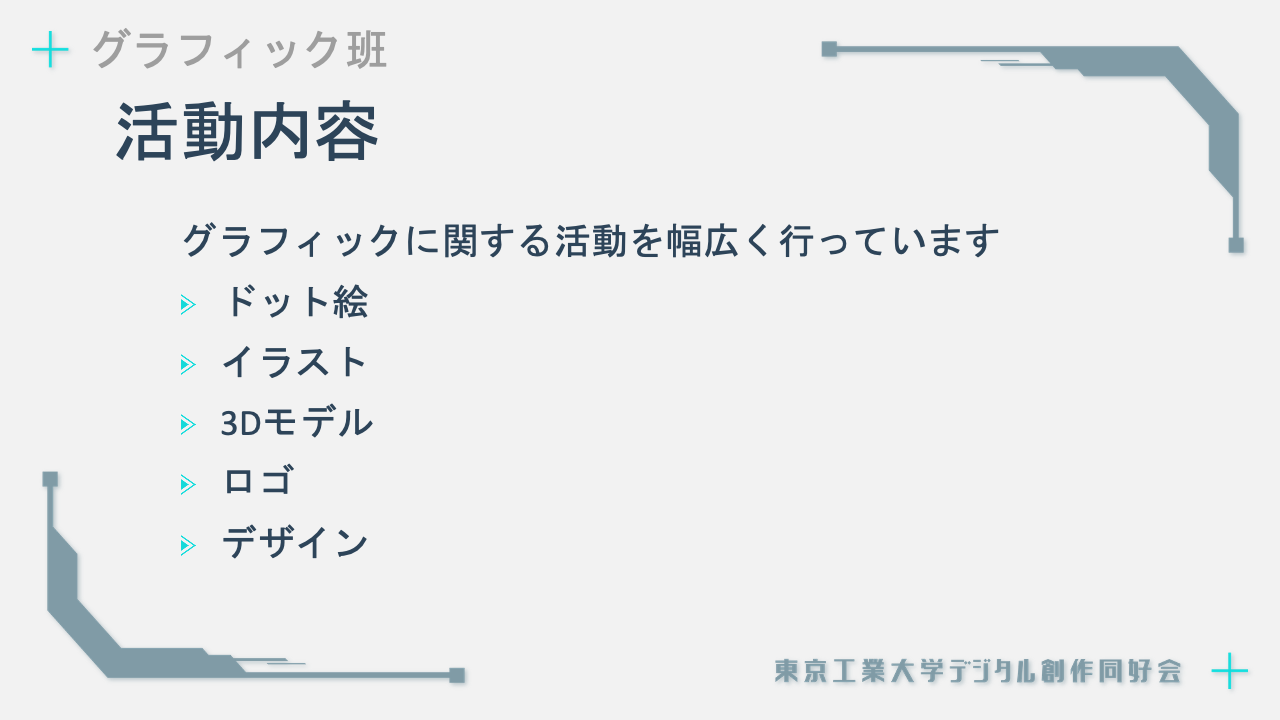 グラフィック班
活動内容
グラフィックに関する活動を幅広く行っています
ドット絵
イラスト
3Dモデル
ロゴ
デザイン
東京工業大学デジタル創作同好会